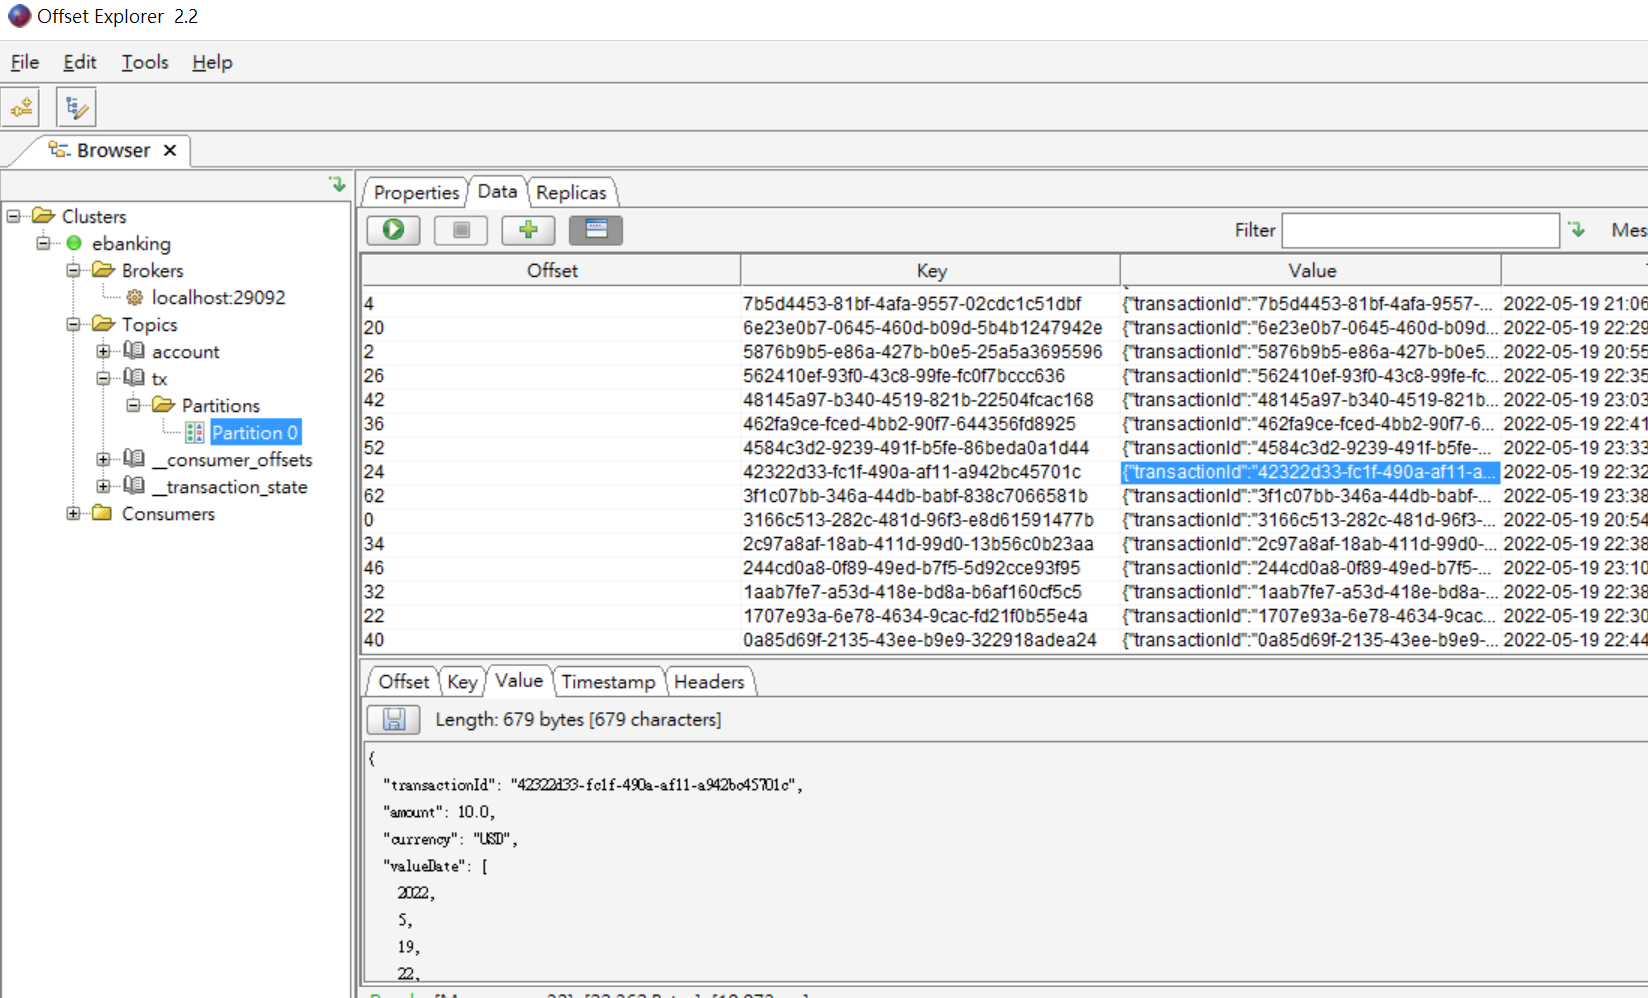 Offset Explorer 2.2
File Edit Tools Help
Browser
Clusters
ebanking
Brokers
localhost:29092
Topics
account
tx
Partitions
Partition 0
__consumer_offsets
__transaction_state
Consumers
Properties Data Replicas
Filter
Offset Key Value
4 7b5d4453-81bf-4afa-9557-02cdc1c51dbf {"transactionId":"7b5d4453-81bf-4afa-9557-... 2022-05-19 21:06
20 6e23e0b7-0645-460d-b09d-5b4b1247942e {"transactionId":"6e23e0b7-0645-460d-b09d... 2022-05-19 22:29
2 5876b9b5-e86a-427b-b0e5-25a5a3695596 {"transactionId":"5876b9b5-e86a-427b-b0e5... 2022-05-19 20:55
26 562410ef-93f0-43c8-99fe-fc0f7bccc636 {"transactionId":"562410ef-93f0-43c8-99fe-fc... 2022-05-19 22:35
42 48145a97-b340-4519-821b-22504fcac168 {"transactionId":"48145a97-b340-4519-821b... 2022-05-19 23:03
36 462fa9ce-fced-4bb2-90f7-644356fd8925 {"transactionId":"462fa9ce-fced-4bb2-90f7-6... 2022-05-19 22:41
52 4584c3d2-9239-491f-b5fe-86beda0a1d44 {"transactionId":"4584c3d2-9239-491f-b5fe-... 2022-05-19 23:33
24 42322d33-fc1f-490a-af11-a942bc45701c {"transactionId":"42322d33-fc1f-490a-af11-a... 2022-05-19 22:32
62 3f1c07bb-346a-44db-babf-838c7066581b {"transactionId":"3f1c07bb-346a-44db-babf-... 2022-05-19 23:38
0 3166c513-282c-481d-96f3-e8d61591477b {"transactionId":"3166c513-282c-481d-96f3-... 2022-05-19 20:54
34 2c97a8af-18ab-411d-99d0-13b56c0b23aa {"transactionId":"2c97a8af-18ab-411d-99d0-... 2022-05-19 22:38
46 244cd0a8-0f89-49ed-b7f5-5d92cce93f95 {"transactionId":"244cd0a8-0f89-49ed-b7f5-... 2022-05-19 23:10
32 1aab7fe7-a53d-418e-bd8a-b6af160cf5c5 {"transactionId":"1aab7fe7-a53d-418e-bd8a-... 2022-05-19 22:38
22 1707e93a-6e78-4634-9cac-fd21f0b55e4a {"transactionId":"1707e93a-6e78-4634-9cac... 2022-05-19 22:30
40 0a85d69f-2135-43ee-b9e9-322918adea24 {"transactionId":"0a85d69f-2135-43ee-b9e9-... 2022-05-19 22:44
Offset Key Value Timestamp Headers
Length: 679 bytes [679 characters]
{
"transactionId": "42322d33-fc1f-490a-af11-a942bc45701c",
"amount": 10.0,
"currency": "USD",
"valueDate": [
2022,
5,
19,
22,